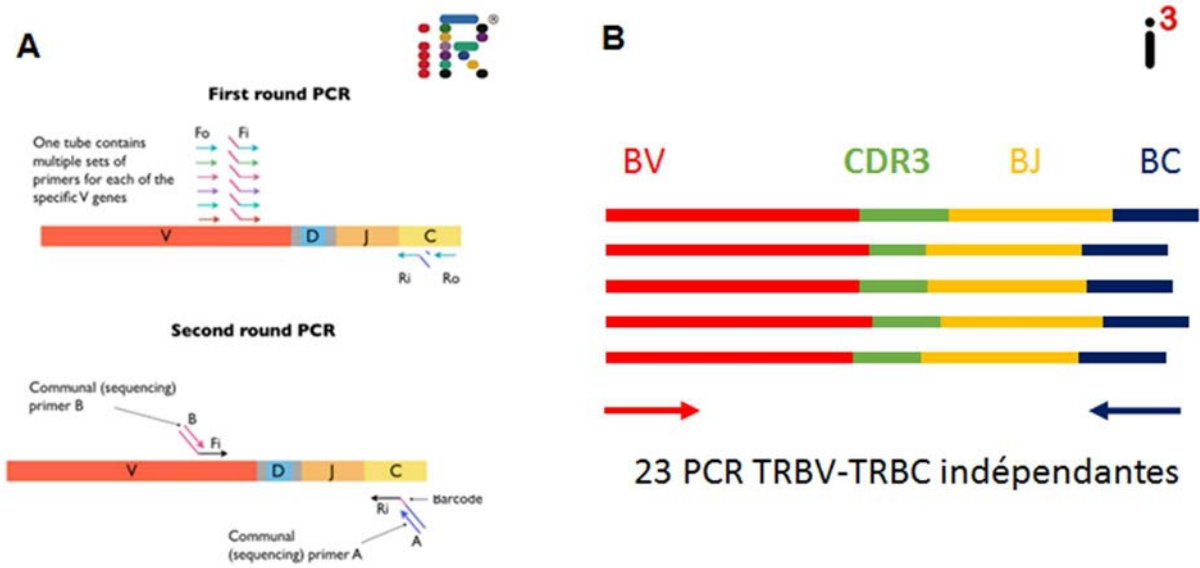 A
iR®
First round PCR
One tube contains
multiple sets of
primers for each of the
specific V genes
Fo Fi
V D J C
Ri Ro
Second round PCR
Communal (sequencing)
primer B
B
Fi
V D J C
Ri
Barcode
A
Communal
(sequencing) primer A
B
i3
BV CDR3 BJ BC
23 PCR TRBV-TRBC indépendantes